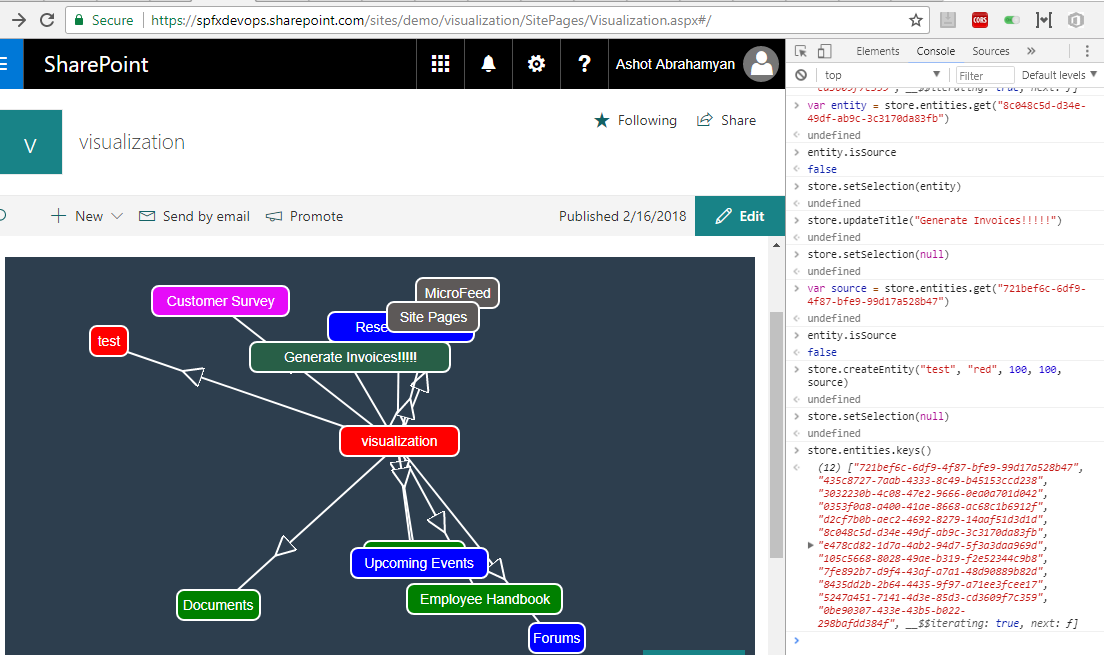 Secure
https://spfxdevops.sharepoint.com/sites/demo/visualization/SitePages/Visualization.aspx#/
CORS
SharePoint
?
Ashot Abrahamyan
V
visualization
Following
Share
New
Send by email
Promote
Published 2/16/2018
Edit
Customer Survey
MicroFeed
Site Pages
Rese
test
Generate Invoices!!!!!
visualization
Upcoming Events
Documents
Employee Handbook
Forums
Elements
Console
Sources
»
top
Filter
Default levels
cd3609f7c359", __$$iterating: true, next: ƒ]
var entity = store.entities.get("8c048c5d-d34e-
49df-ab9c-3c3170da83fb")
undefined
entity.isSource
false
store.setSelection(entity)
undefined
store.updateTitle("Generate Invoices!!!!!")
undefined
store.setSelection(null)
undefined
var source = store.entities.get("721bef6c-6df9-
4f87-bfe9-99d17a528b47")
undefined
entity.isSource
false
store.createEntity("test", "red", 100, 100,
source)
undefined
store.setSelection(null)
undefined
store.entities.keys()
(12) ["721bef6c-6df9-4f87-bfe9-99d17a528b47",
"435c8727-7aab-4333-8c49-b45153ccd238",
"3032230b-4c08-47e2-9666-0ea0a701d042",
"0353f0a8-a400-41ae-8668-ac68c1b6912f",
"d2cf7b0b-aec2-4692-8279-14aaf51d3d1d",
"8c048c5d-d34e-49df-ab9c-3c3170da83fb",
"e478cd82-1d7a-4ab2-94d7-5f3a3daa969d",
"105c5668-8028-49ae-b319-f2e52344c9b8",
"7fe892b7-d9f4-43af-a7a1-48d90889b82d",
"8435dd2b-2b64-4435-9f97-a71ee3fcee17",
"5247a451-7141-4d3e-85d3-cd3609f7c359",
"0be90307-433e-43b5-b022-
298bafdd384f", __$$iterating: true, next: ƒ]